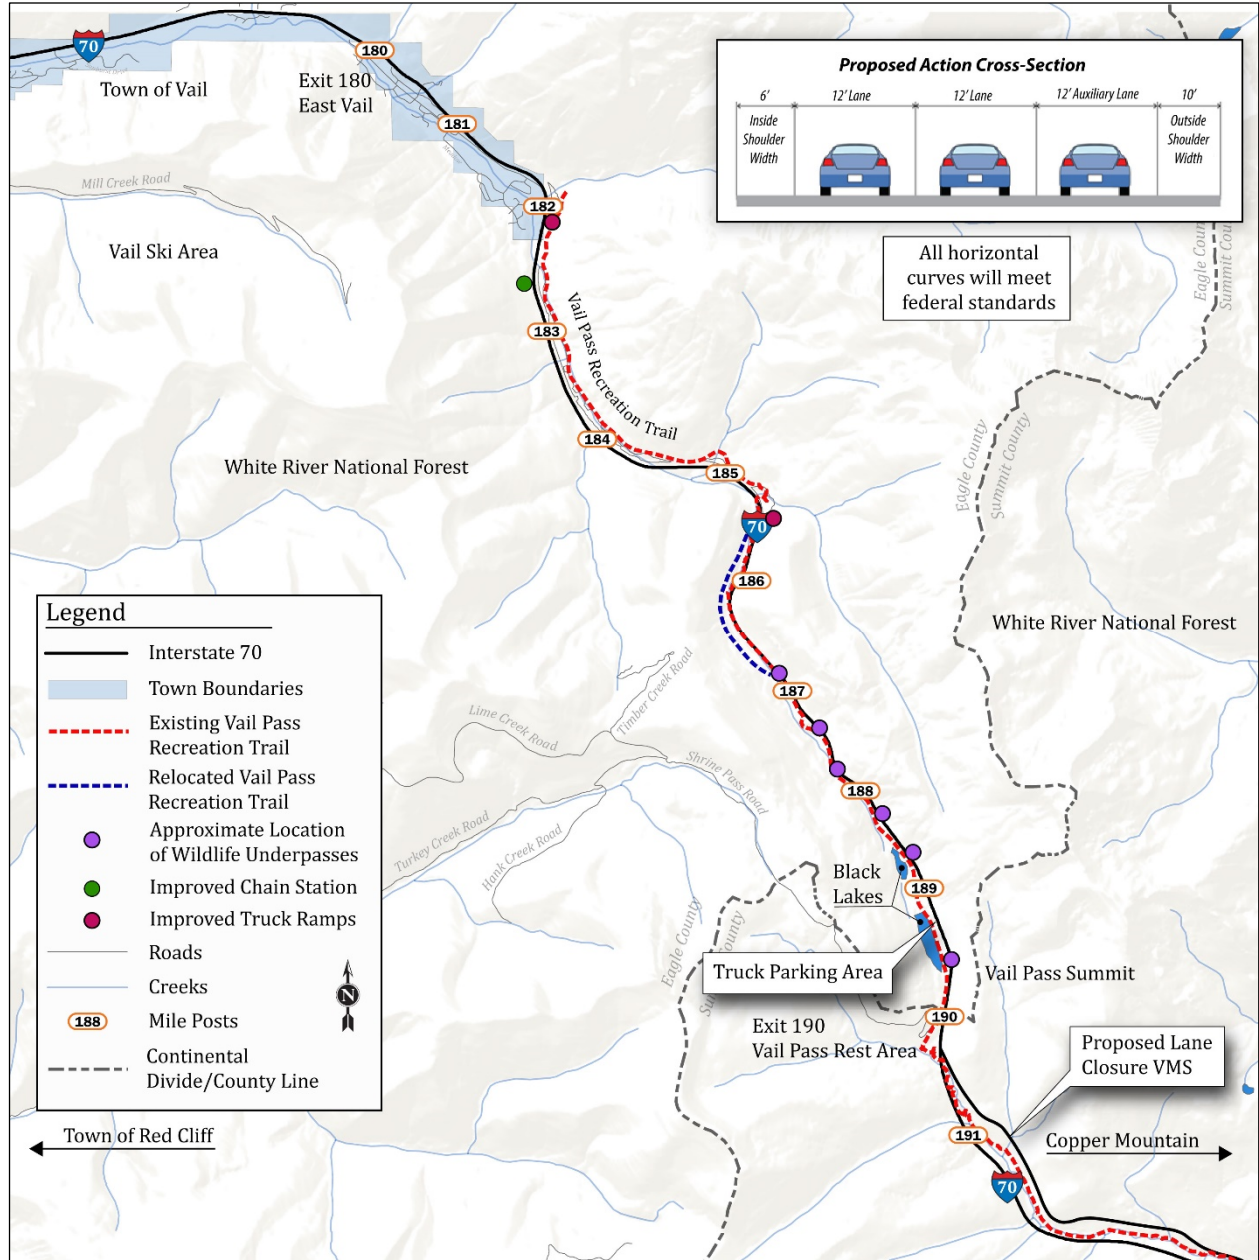 70
180
Town of Vail
Exit 180
East Vail
181
Mill Creek Road
182
Vail Ski Area
Vail Pass Recreation Trail
183
184
185
White River National Forest
70
186
Proposed Action Cross-Section
6'
12' Lane
12' Lane
12' Auxiliary Lane
10'
Inside
Shoulder
Width
Outside
Shoulder
Width
All horizontal
curves will meet
federal standards
Eagle County
Summit County
Eagle County
Summit County
White River National Forest
Legend
Interstate 70
Town Boundaries
Existing Vail Pass
Recreation Trail
Relocated Vail Pass
Recreation Trail
Approximate Location
of Wildlife Underpasses
Improved Chain Station
Improved Truck Ramps
Roads
Creeks
N
188
Mile Posts
Continental
Divide/County Line
187
Timber Creek Road
Lime Creek Road
Shrine Pass Road
188
Turkey Creek Road
Hank Creek Road
Black
Lakes
189
Eagle County
Truck Parking Area
Vail Pass Summit
190
Exit 190
Vail Pass Rest Area
Proposed Lane
Closure VMS
191
Town of Red Cliff
Copper Mountain
70